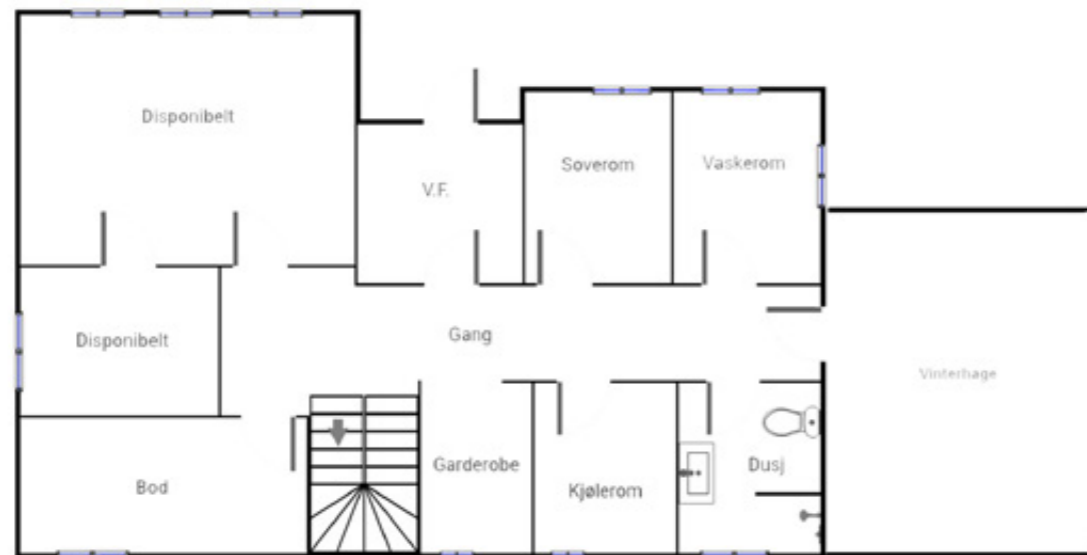 Disponibelt
V.F.
Soverom
Vaskerom
Disponibelt
Gang
Vinterhage
Bod
Garderobe
Kjølerom
Dusj